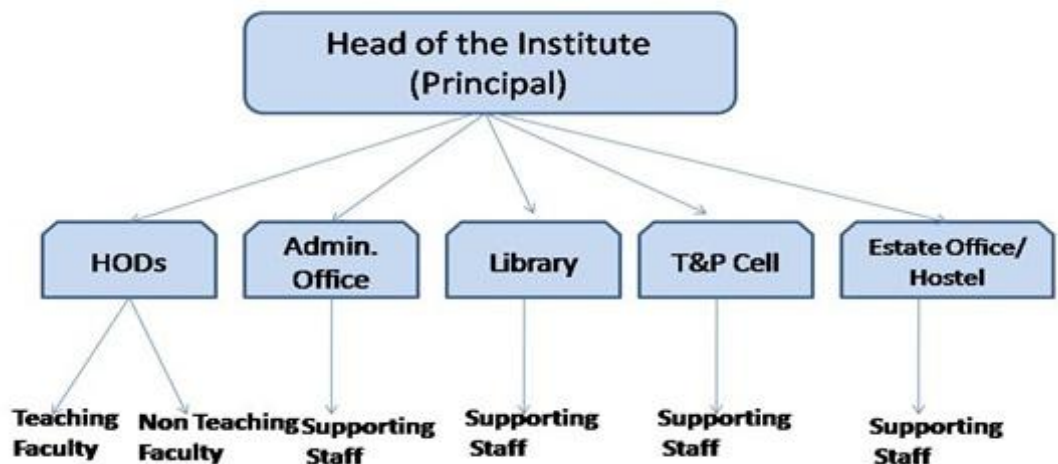 Head of the Institute
(Principal)
HODs
Admin.
Office
Library
T&P Cell
Estate Office/
Hostel
Teaching
Faculty
Non Teaching
Faculty
Supporting
Staff
Supporting
Staff
Supporting
Staff
Supporting
Staff